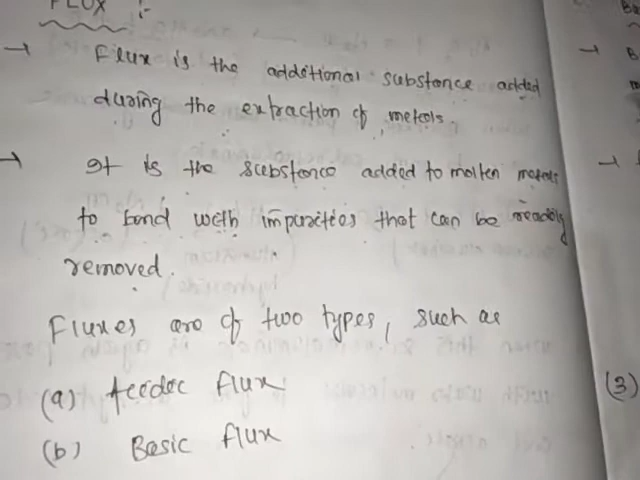 FLUX :-
→ Flux is the additional substance added
during the extraction of metals.
→ It is the substance added to molten metals
to bond with impurities that can be readily
removed.
Fluxes are of two types, such as
(a) Acidic flux
(b) Basic flux
→ B
(3)